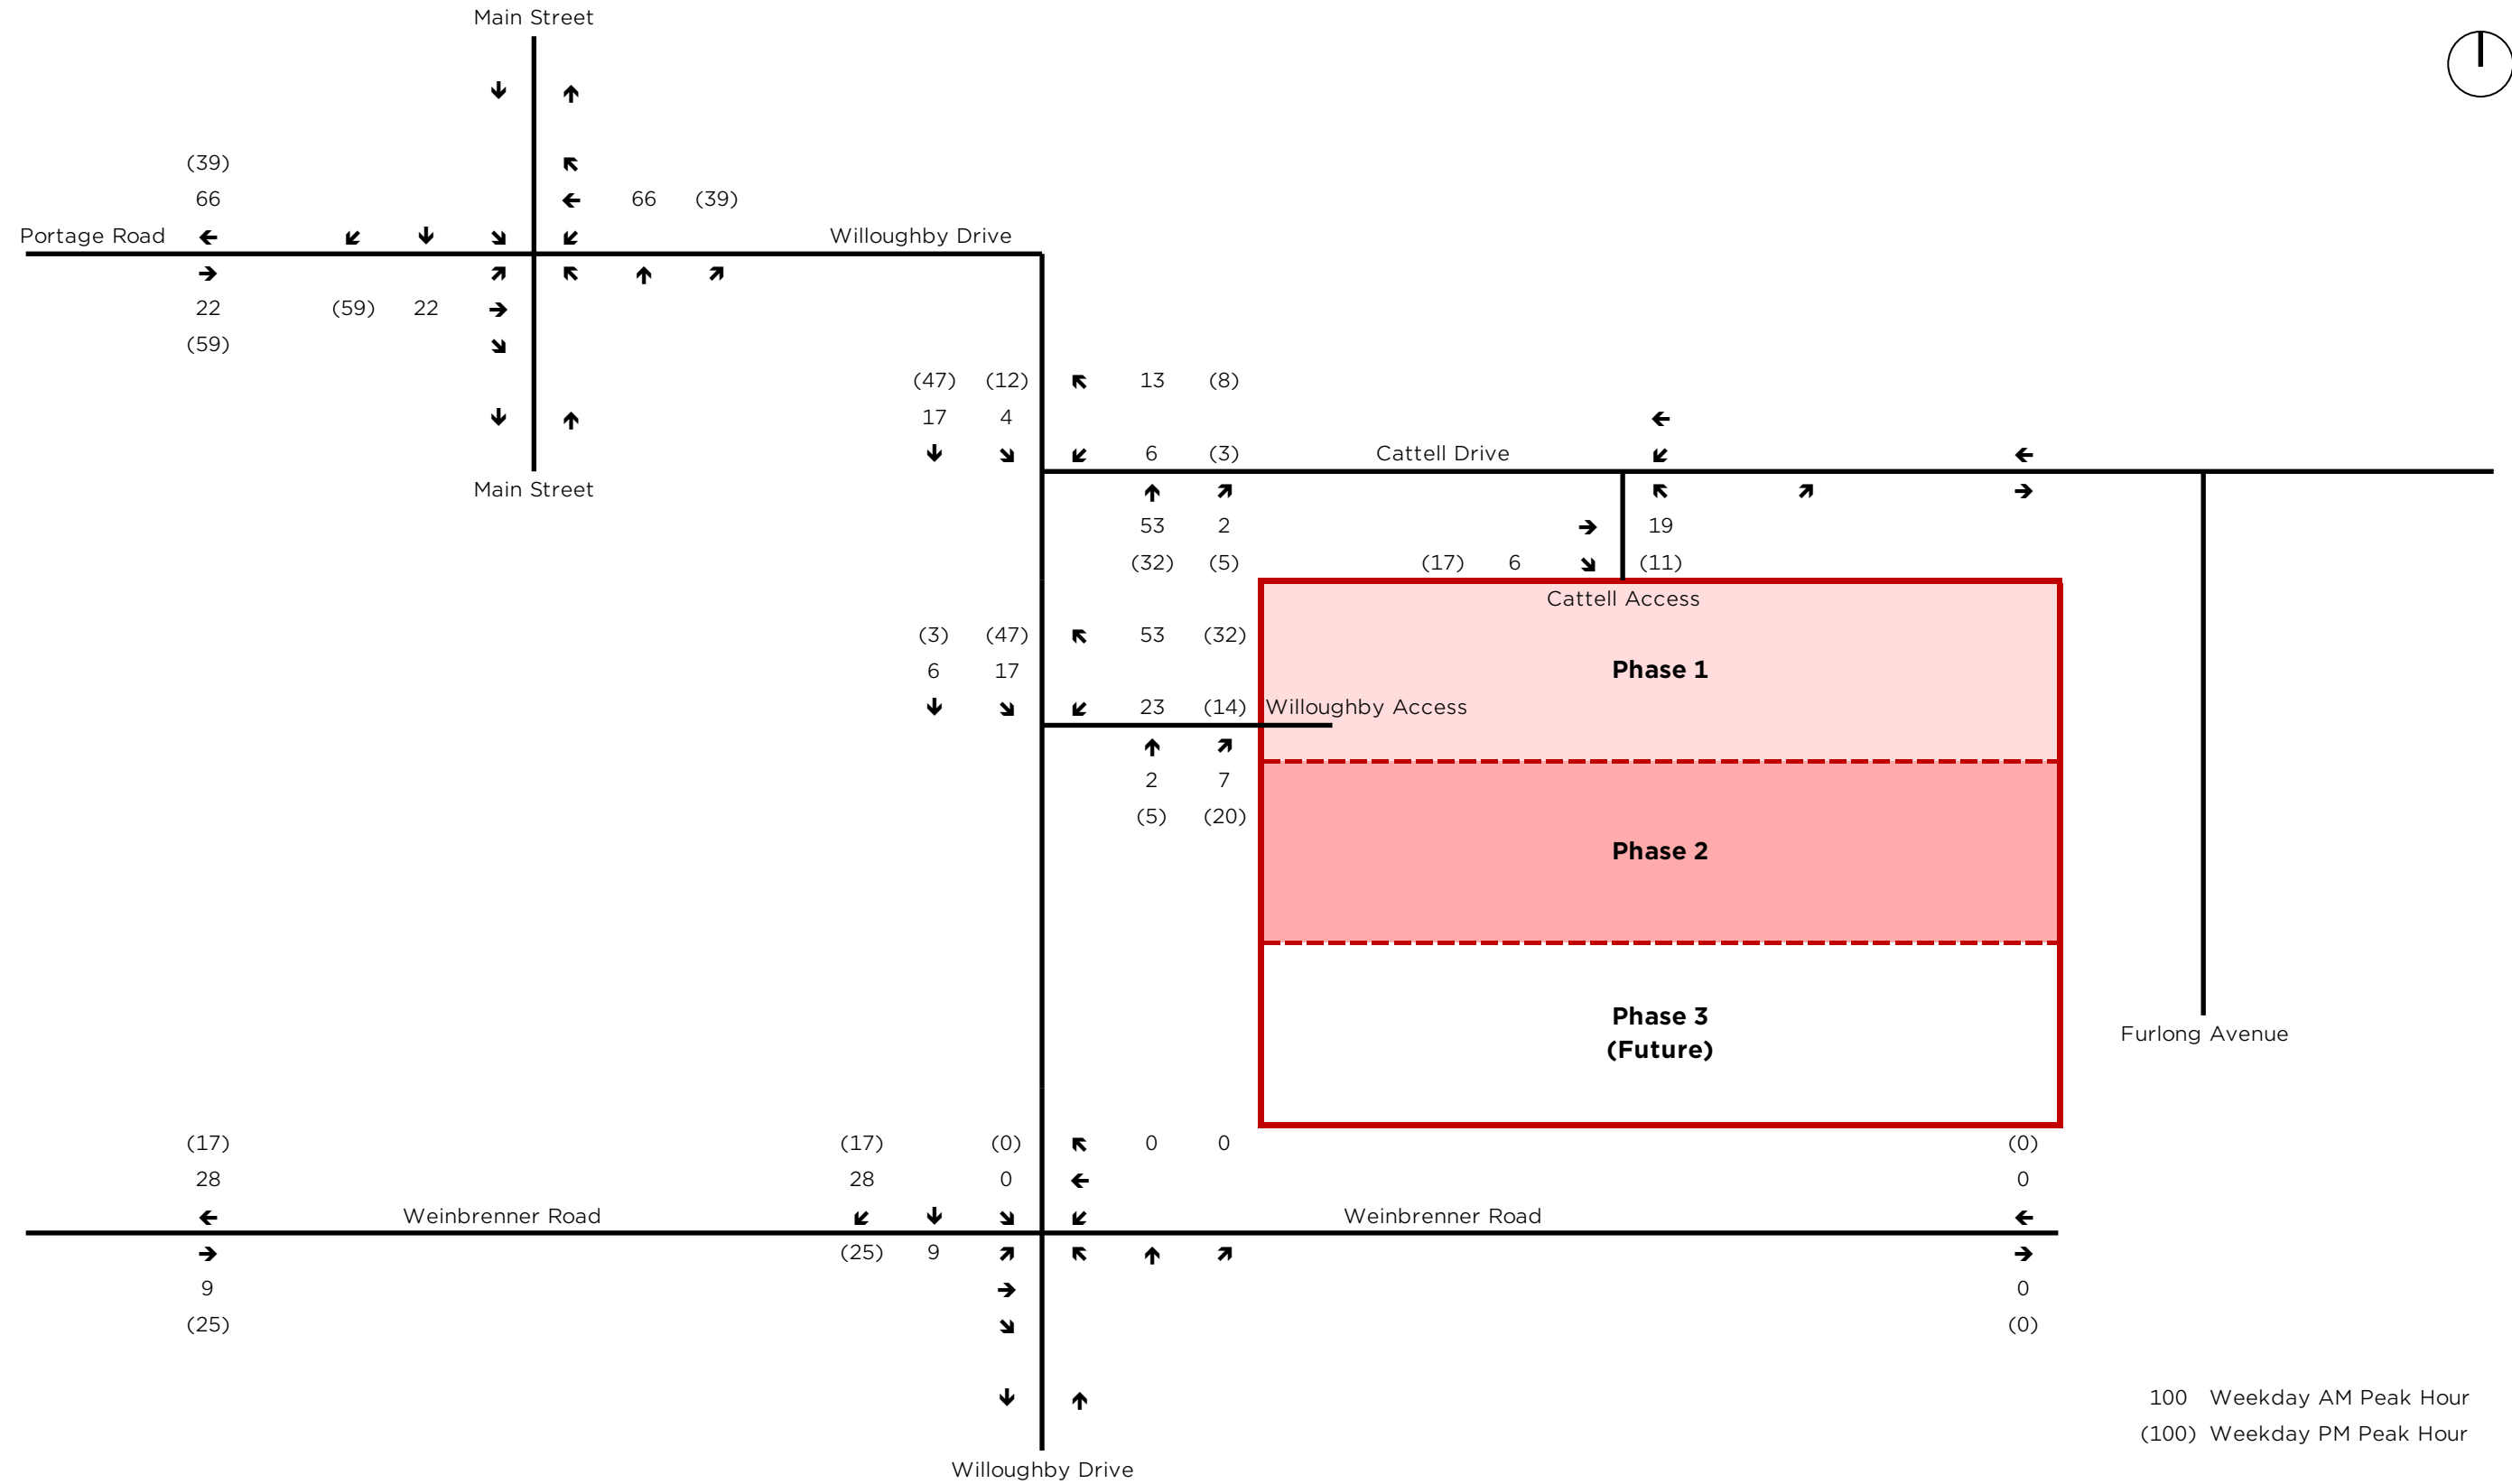 Main Street
(39)
66 66 (39)
Portage Road Willoughby Drive
22 (59) 22
(59)
(47) (12) 13 (8)
17 4
6 (3) Cattell Drive
Main Street
53 2 19
(32) (5) (17) 6 (11)
Cattell Access
(3) (47) 53 (32)
6 17 Phase 1
23 (14) Willoughby Access
2 7
(5) (20)
Phase 2
Phase 3
(Future)
Furlong Avenue
(17) (17) (0) 0 0 (0)
28 28 0 0
Weinbrenner Road Weinbrenner Road
(25) 9
9 0
(25) (0)
100 Weekday AM Peak Hour
(100) Weekday PM Peak Hour
Willoughby Drive